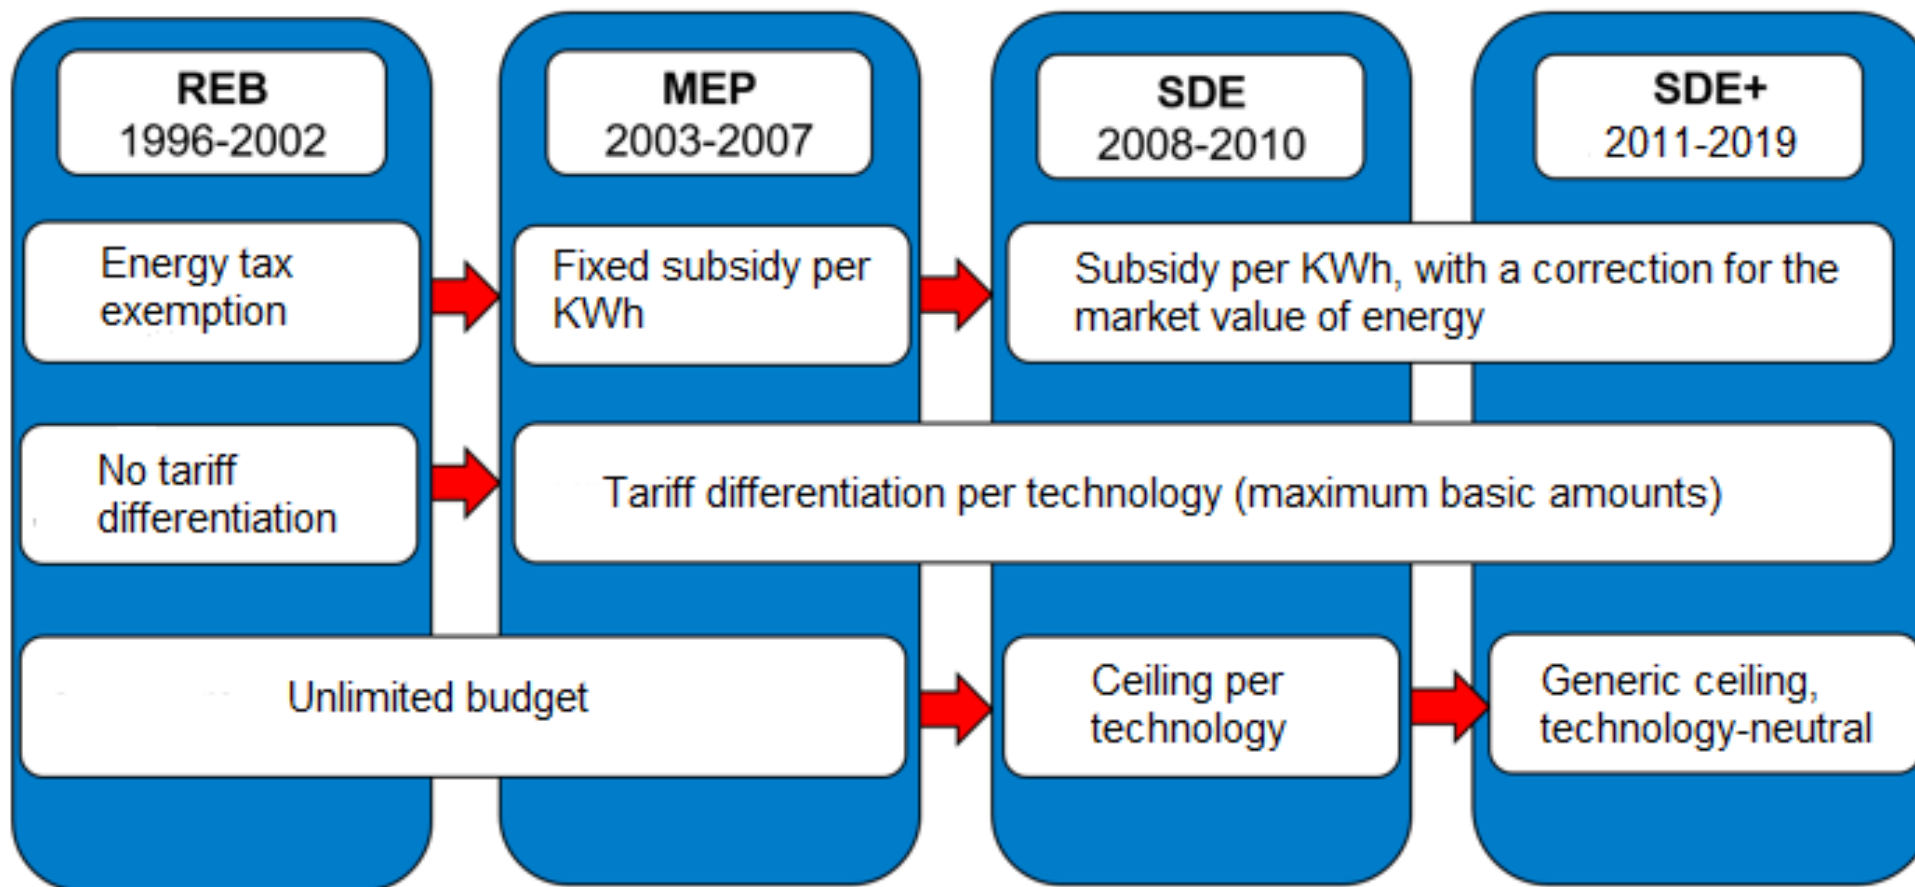 REB
1996-2002
MEP
2003-2007
SDE
2008-2010
SDE+
2011-2019
Energy tax
exemption
Fixed subsidy per
KWh
Subsidy per KWh, with a correction for the
market value of energy
No tariff
differentiation
Tariff differentiation per technology (maximum basic amounts)
Unlimited budget
Ceiling per
technology
Generic ceiling,
technology-neutral